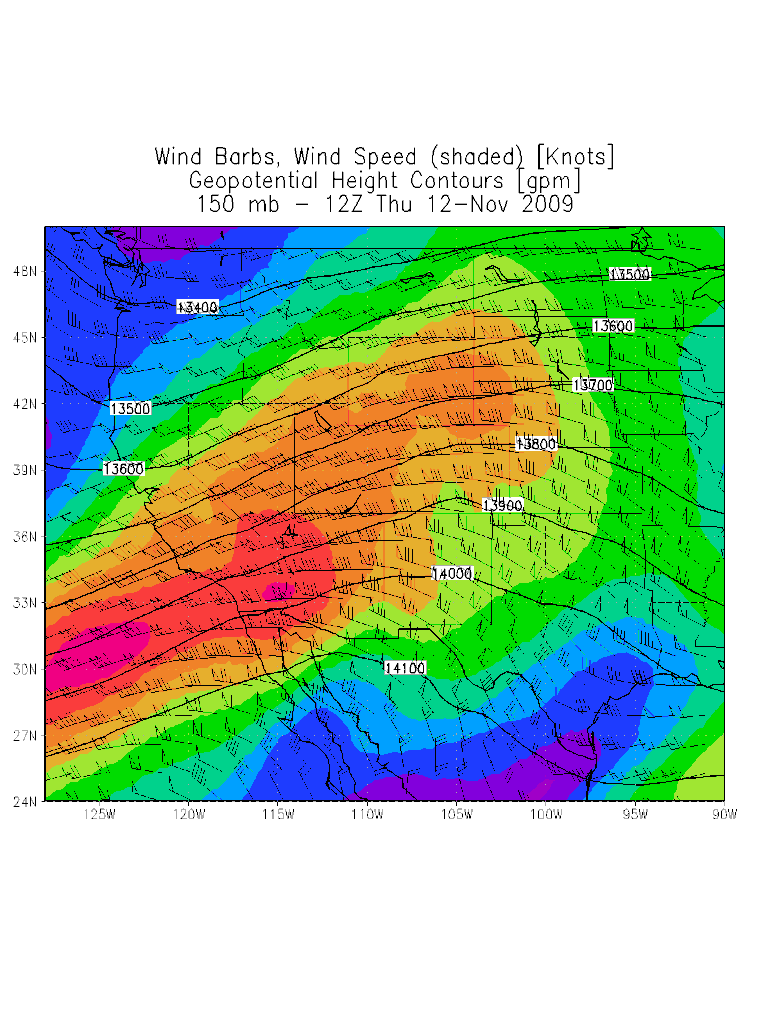 Wind Barbs, Wind Speed (shaded) [Knots]
Geopotential Height Contours [gpm]
150 mb - 12Z Thu 12-Nov 2009
48N
13500
13400
13600
45N
13700
42N
13500
13800
39N
13600
13900
36N
14000
33N
14100
30N
27N
24N
125W 120W 115W 110W 105W 100W 95W 90W